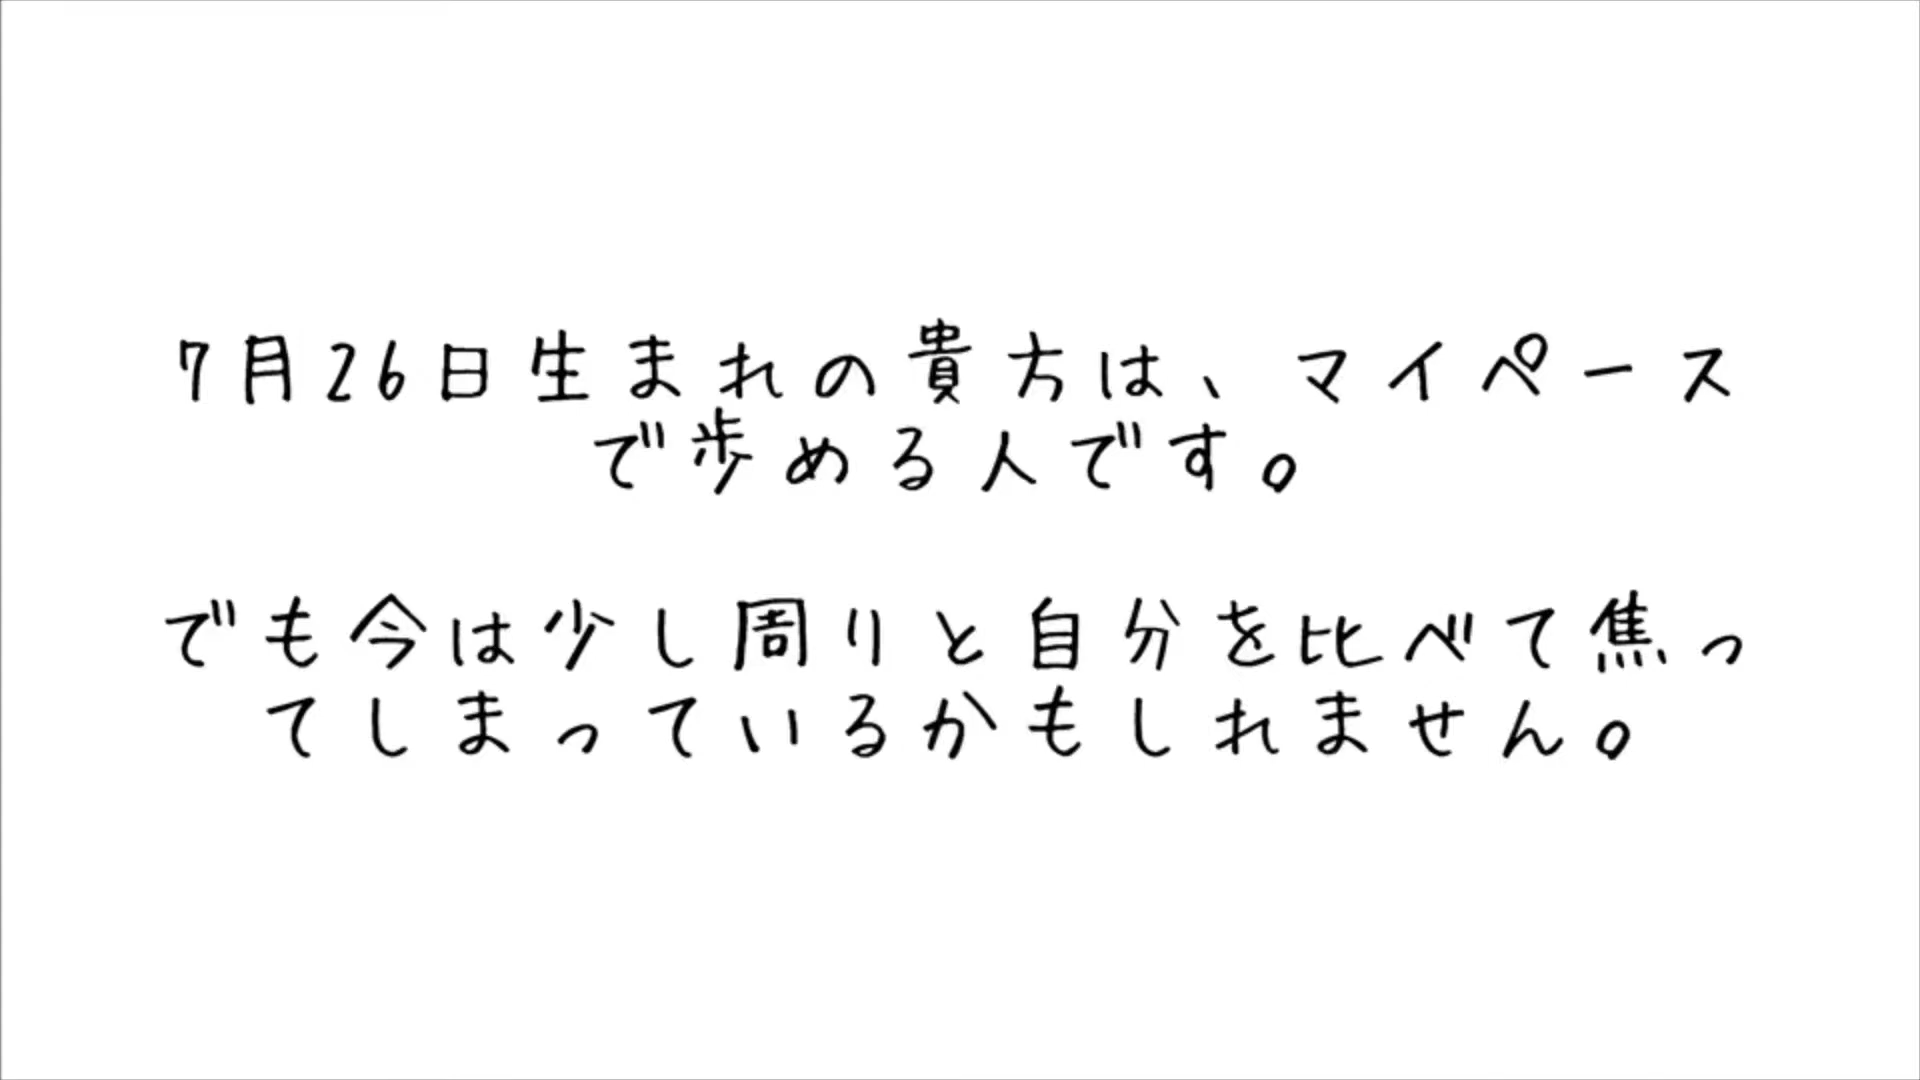 7月26日生まれの貴方は、マイペース
で歩める人です。
でも今は少し周りと自分を比べて焦っ
てしまっているかもしれません。